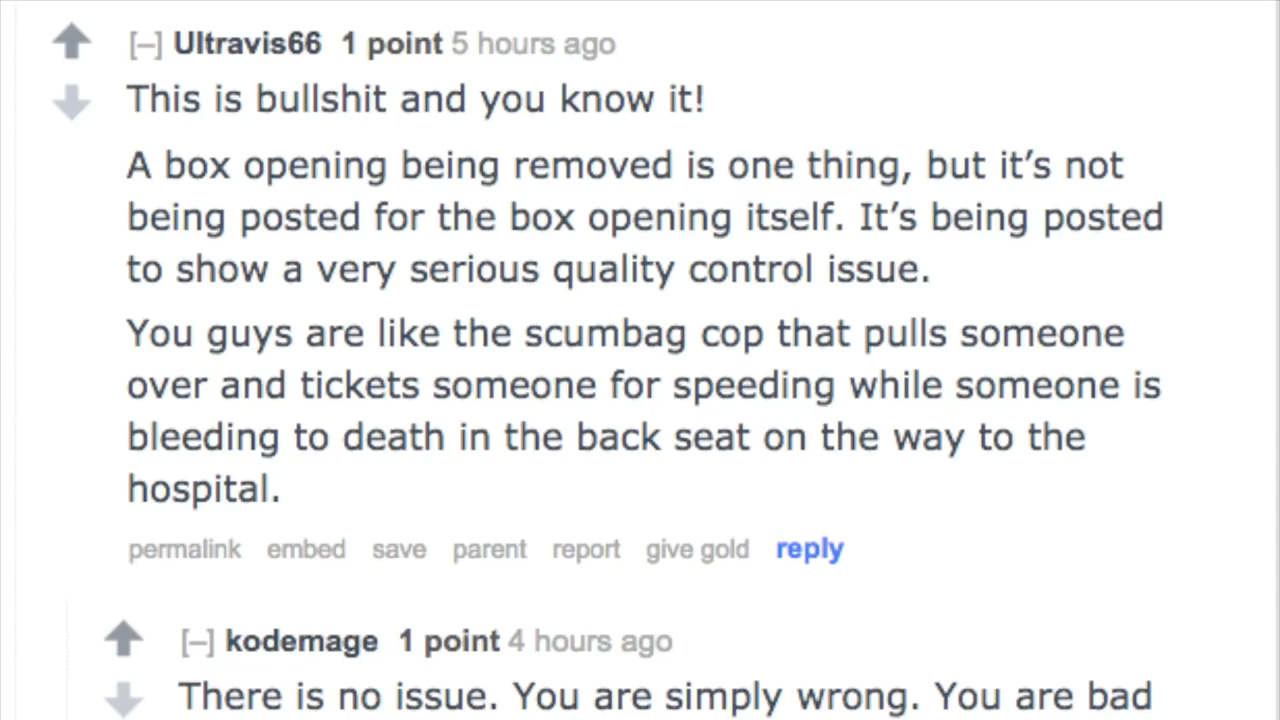 [–] Ultravis66 1 point 5 hours ago
This is bullshit and you know it!
A box opening being removed is one thing, but it’s not
being posted for the box opening itself. It’s being posted
to show a very serious quality control issue.
You guys are like the scumbag cop that pulls someone
over and tickets someone for speeding while someone is
bleeding to death in the back seat on the way to the
hospital.
permalink embed save parent report give gold reply
[–] kodemage 1 point 4 hours ago
There is no issue. You are simply wrong. You are bad